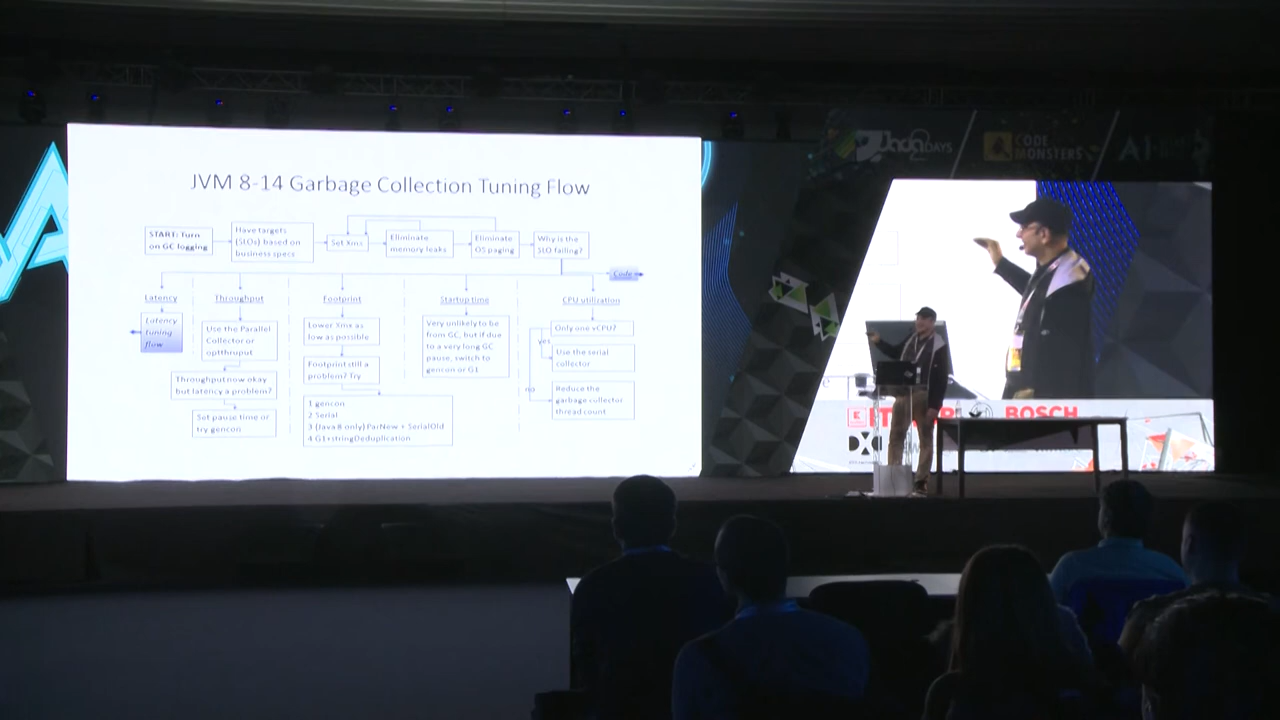 JVM 8-14 Garbage Collection Tuning Flow
START: Turn
on GC logging
Have targets
(SLOs) based on
business specs
Set Xmx
Eliminate
memory leaks
Eliminate
OS paging
Why is the
SLO failing?
Code
Latency
Latency
tuning
flow
Throughput
Use the Parallel
Collector or
optthruput
Throughput now okay
but latency a problem?
Set pause time or
try gencon
Footprint
Lower Xmx as
low as possible
Footprint still a
problem? Try
1 gencon
2 Serial
3 (Java 8 only) ParNew + SerialOld
4 G1+stringDeduplication
Startup time
Very unlikely to be
from GC, but if due
to a very long GC
pause, switch to
gencon or G1
CPU utilization
Only one vCPU?
yes
Use the serial
collector
no
Reduce the
garbage collector
thread count
DAYS
CODE
MONSTERS
BOSCH